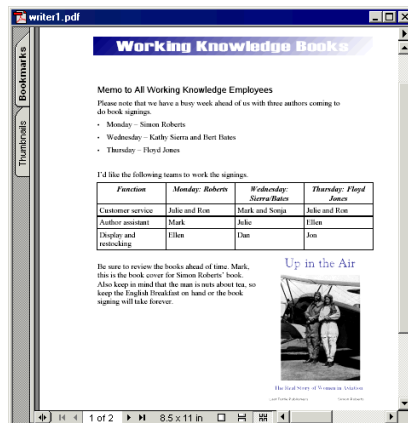 writer1.pdf
Bookmarks
Thumbnails
Working Knowledge Books
Memo to All Working Knowledge Employees
Please note that we have a busy week ahead of us with three authors coming to
do book signings.
• Monday – Simon Roberts
• Wednesday – Kathy Sierra and Bert Bates
• Thursday – Floyd Jones
I'd like the following teams to work the signings.
Function Monday: Roberts Wednesday: Sierra/Bates Thursday: Floyd Jones
Customer service Julie and Ron Mark and Sonja Julie and Ron
Author assistant Mark Julie Ellen
Display and restocking Ellen Dan Jon
Be sure to review the books ahead of time. Mark,
this is the book cover for Simon Roberts' book.
Also keep in mind that the man is nuts about tea, so
keep the English Breakfast on hand or the book
signing will take forever.
Up in the Air
The Real Story of Women in Aviation
Simon Roberts
1 of 2 8.5 x 11 in